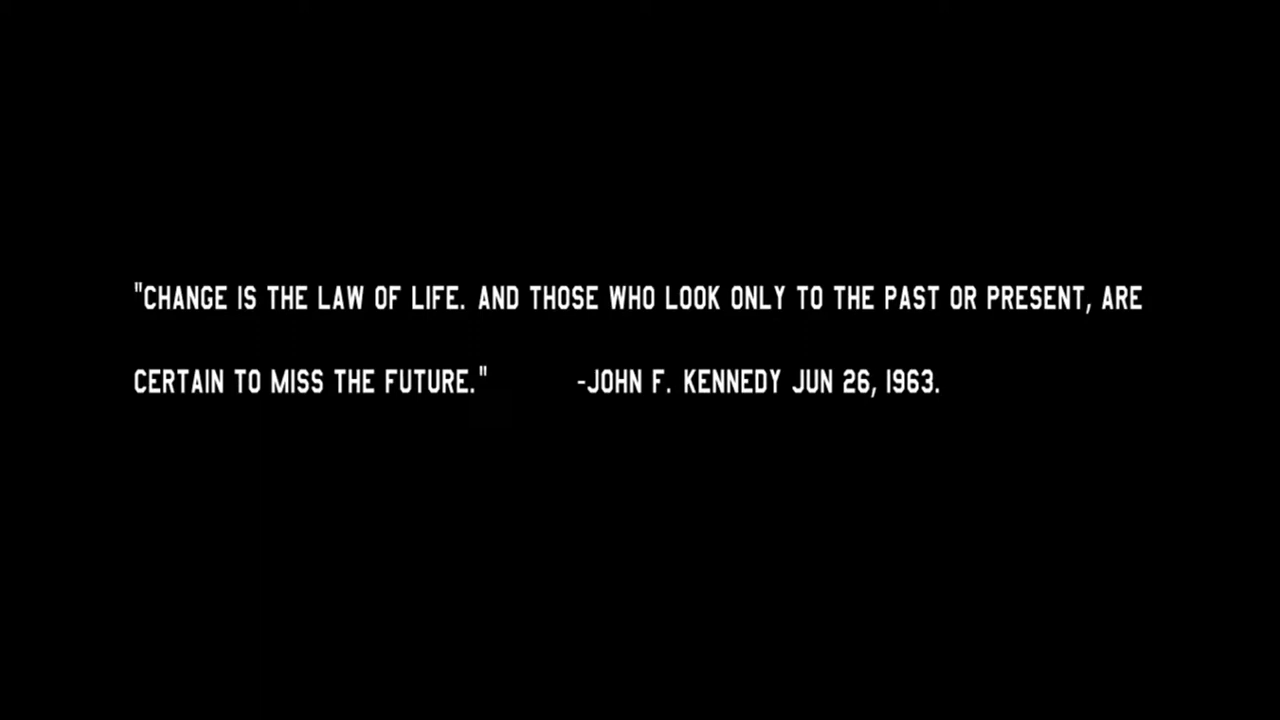 "CHANGE IS THE LAW OF LIFE. AND THOSE WHO LOOK ONLY TO THE PAST OR PRESENT, ARE
CERTAIN TO MISS THE FUTURE." -JOHN F. KENNEDY JUN 26, 1963.